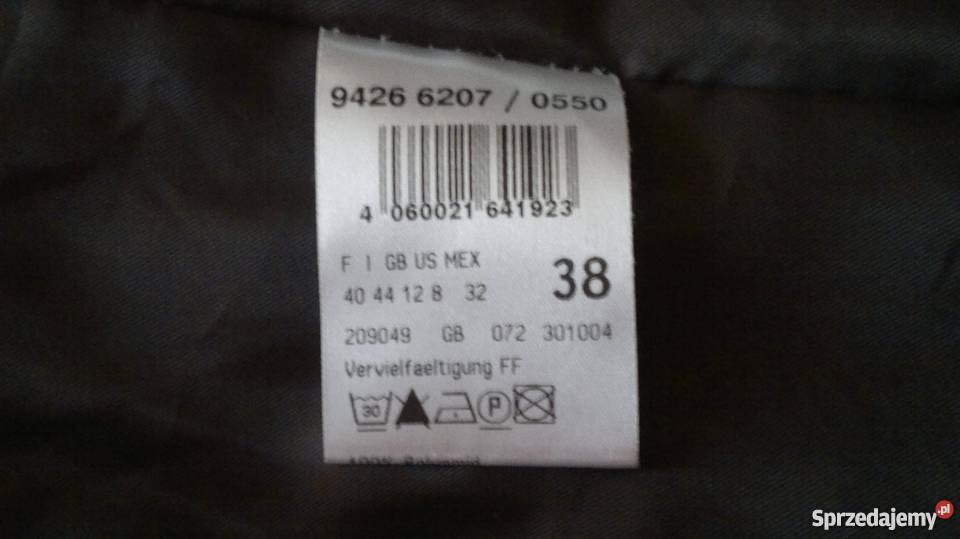 9426 6207 / 0550
4 060021 641923
F I GB US MEX
40 44 12 8 32
38
209049 GB 072 301004
Vervielfaeltigung FF
30
P
100%
Sprzedajemy.pl